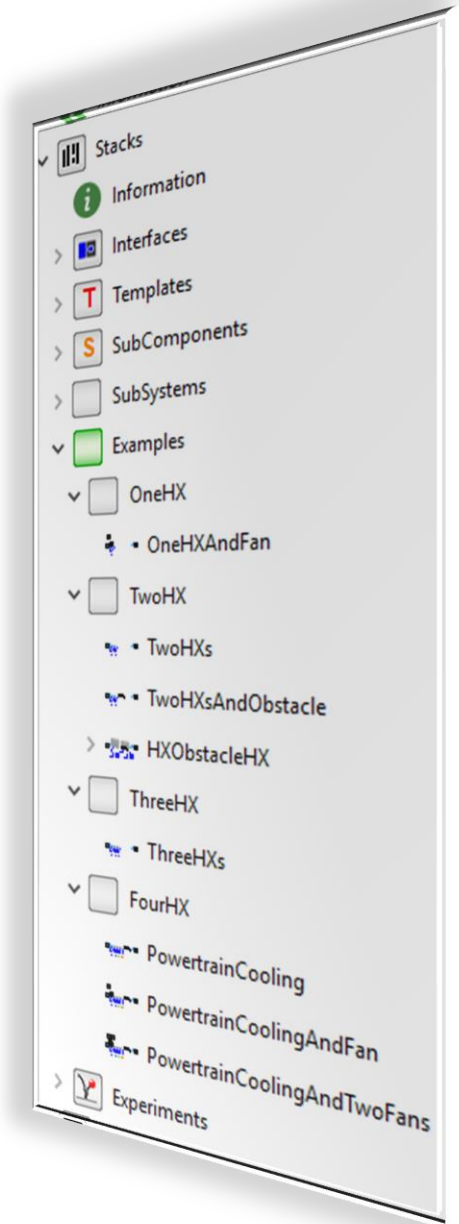 Stacks
Information
Interfaces
Templates
SubComponents
SubSystems
Examples
OneHX
OneHXAndFan
TwoHX
TwoHXs
TwoHXsAndObstacle
HXObstacleHX
ThreeHX
ThreeHXs
FourHX
PowertrainCooling
PowertrainCoolingAndFan
PowertrainCoolingAndTwoFans
Experiments